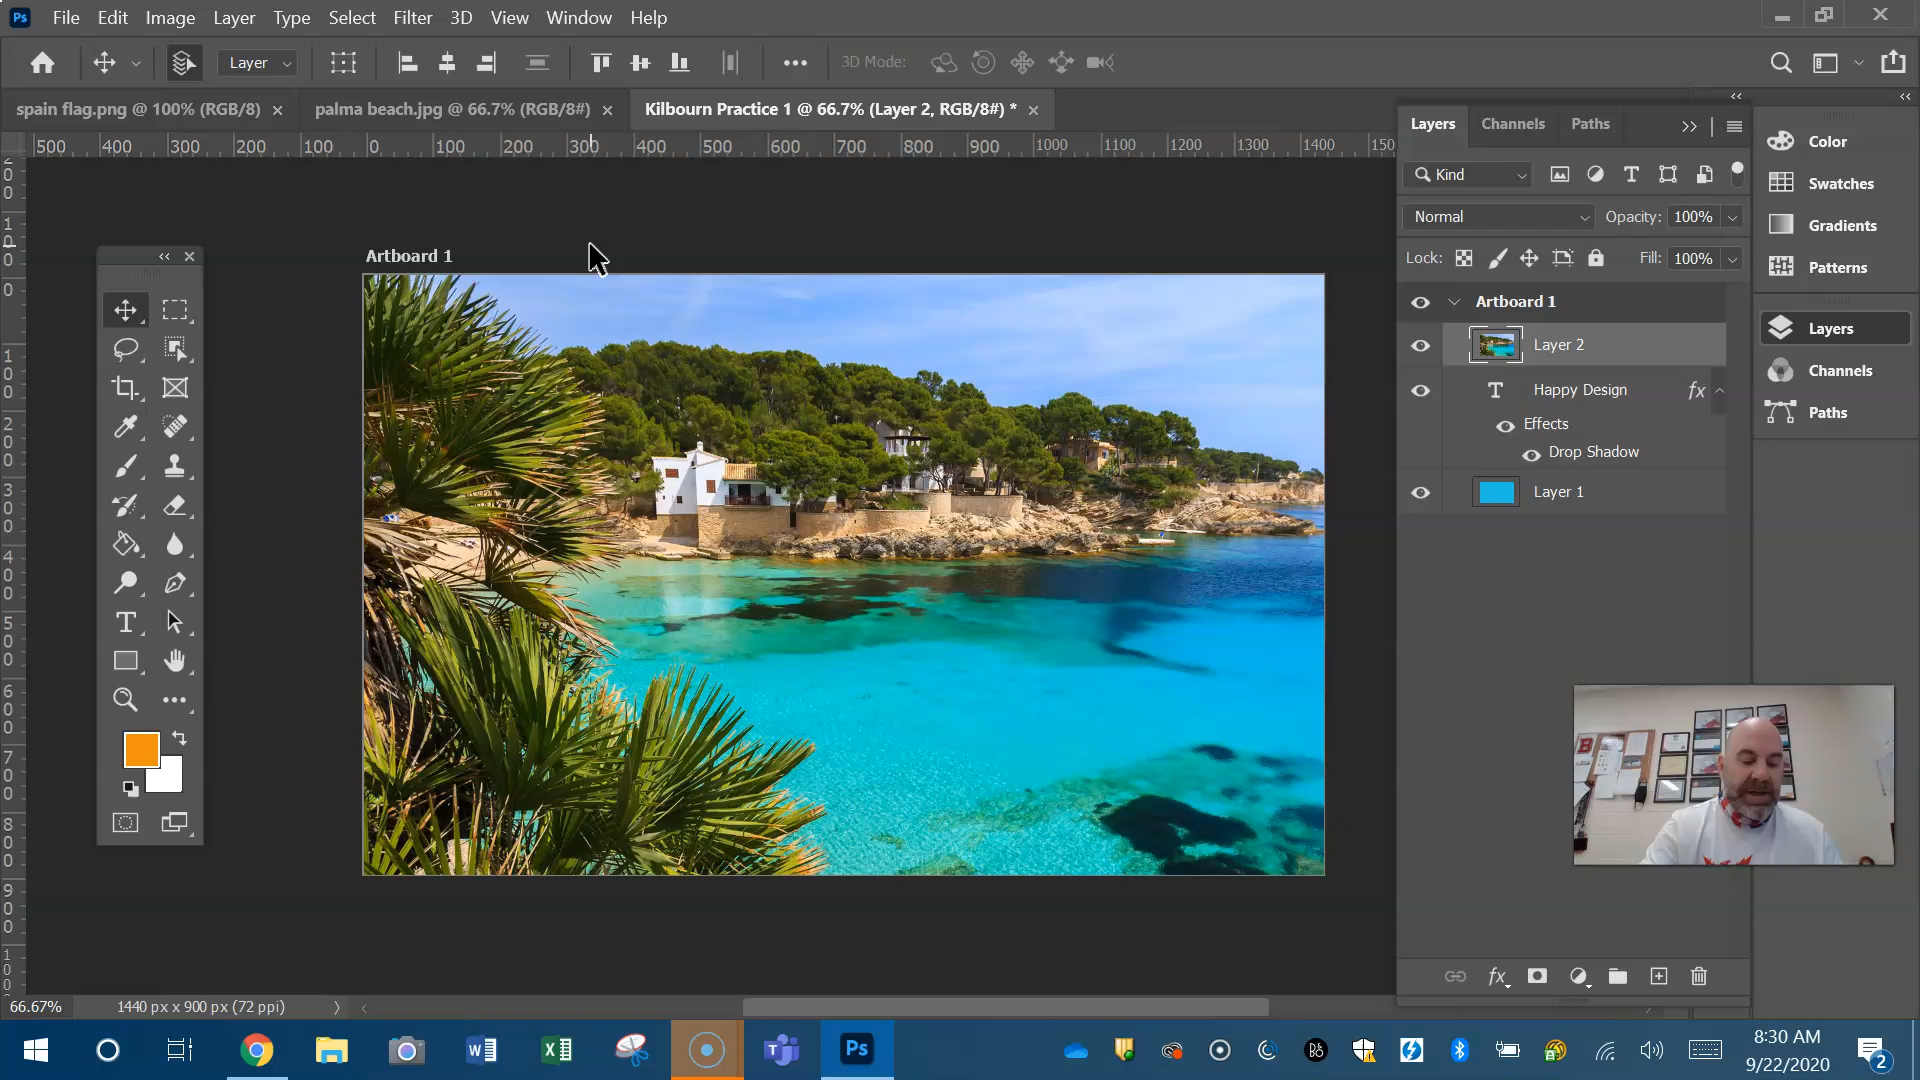 Ps File Edit Image Layer Type Select Filter 3D View Window Help
Layer 3D Mode:
spain flag.png @ 100% (RGB/8) palma beach.jpg @ 66.7% (RGB/8#) Kilbourn Practice 1 @ 66.7% (Layer 2, RGB/8#) *
500 400 300 200 100 0 100 200 300 400 500 600 700 800 900 1000 1100 1200 1300 1400
Artboard 1
Layers Channels Paths
Kind
Normal Opacity: 100%
Lock: Fill: 100%
Artboard 1
Layer 2
Happy Design fx
Effects
Drop Shadow
Layer 1
fx
Color
Swatches
Gradients
Patterns
Layers
Channels
Paths
66.67% 1440 px x 900 px (72 ppi)
Ps
8:30 AM
9/22/2020
2